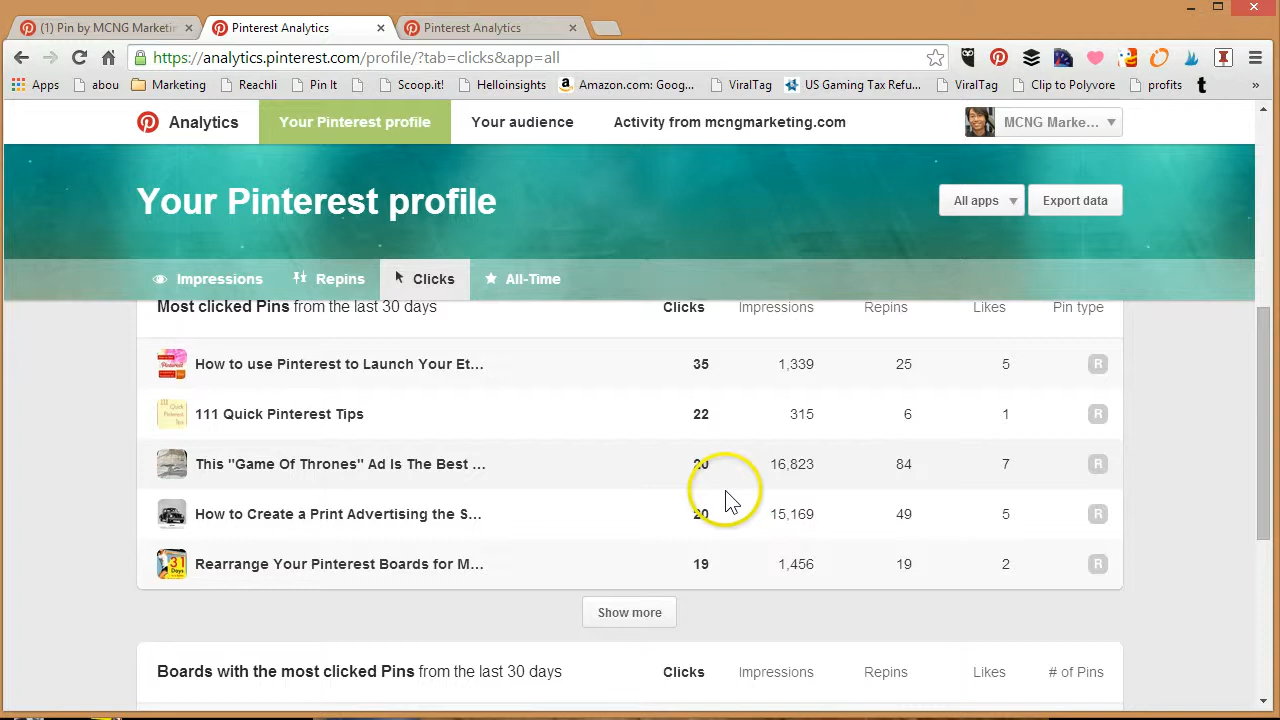 (1) Pin by MCNG Marketin
Pinterest Analytics
Pinterest Analytics
https://analytics.pinterest.com/profile/?tab=clicks&app=all
Apps abou Marketing Reachli Pin It Scoop.it! Helloinsights Amazon.com: Goog... ViralTag US Gaming Tax Refu... ViralTag Clip to Polyvore profits t »
Analytics Your Pinterest profile Your audience Activity from mcngmarketing.com MCNG Marke...
Your Pinterest profile All apps Export data
Impressions Repins Clicks All-Time
Most clicked Pins from the last 30 days Clicks Impressions Repins Likes Pin type
How to use Pinterest to Launch Your Et... 35 1,339 25 5 R
111 Quick Pinterest Tips 22 315 6 1 R
This "Game Of Thrones" Ad Is The Best ... 20 16,823 84 7 R
How to Create a Print Advertising the S... 20 15,169 49 5 R
Rearrange Your Pinterest Boards for M... 19 1,456 19 2 R
Show more
Boards with the most clicked Pins from the last 30 days Clicks Impressions Repins Likes # of Pins